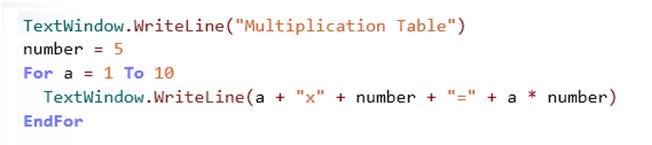 TextWindow.WriteLine("Multiplication Table")
number = 5
For a = 1 To 10
  TextWindow.WriteLine(a + "x" + number + "=" + a * number)
EndFor